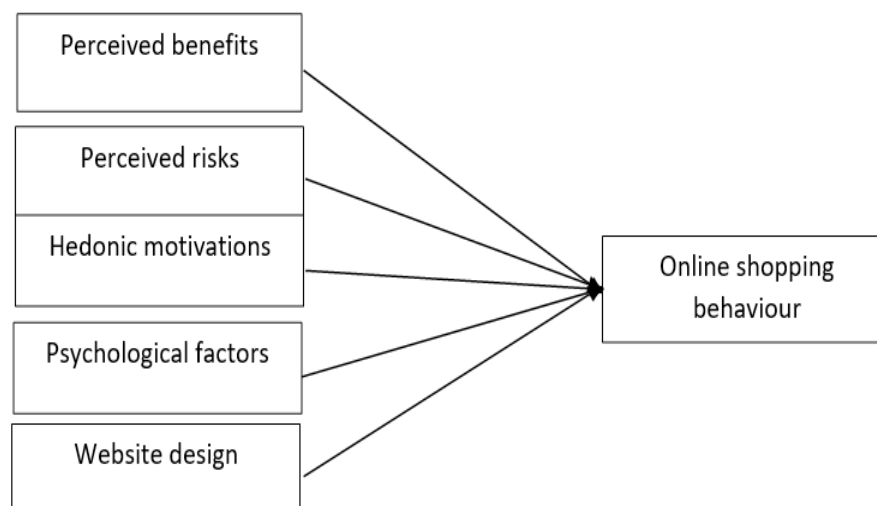 Perceived benefits
Perceived risks
Hedonic motivations
Psychological factors
Website design
Online shopping
behaviour